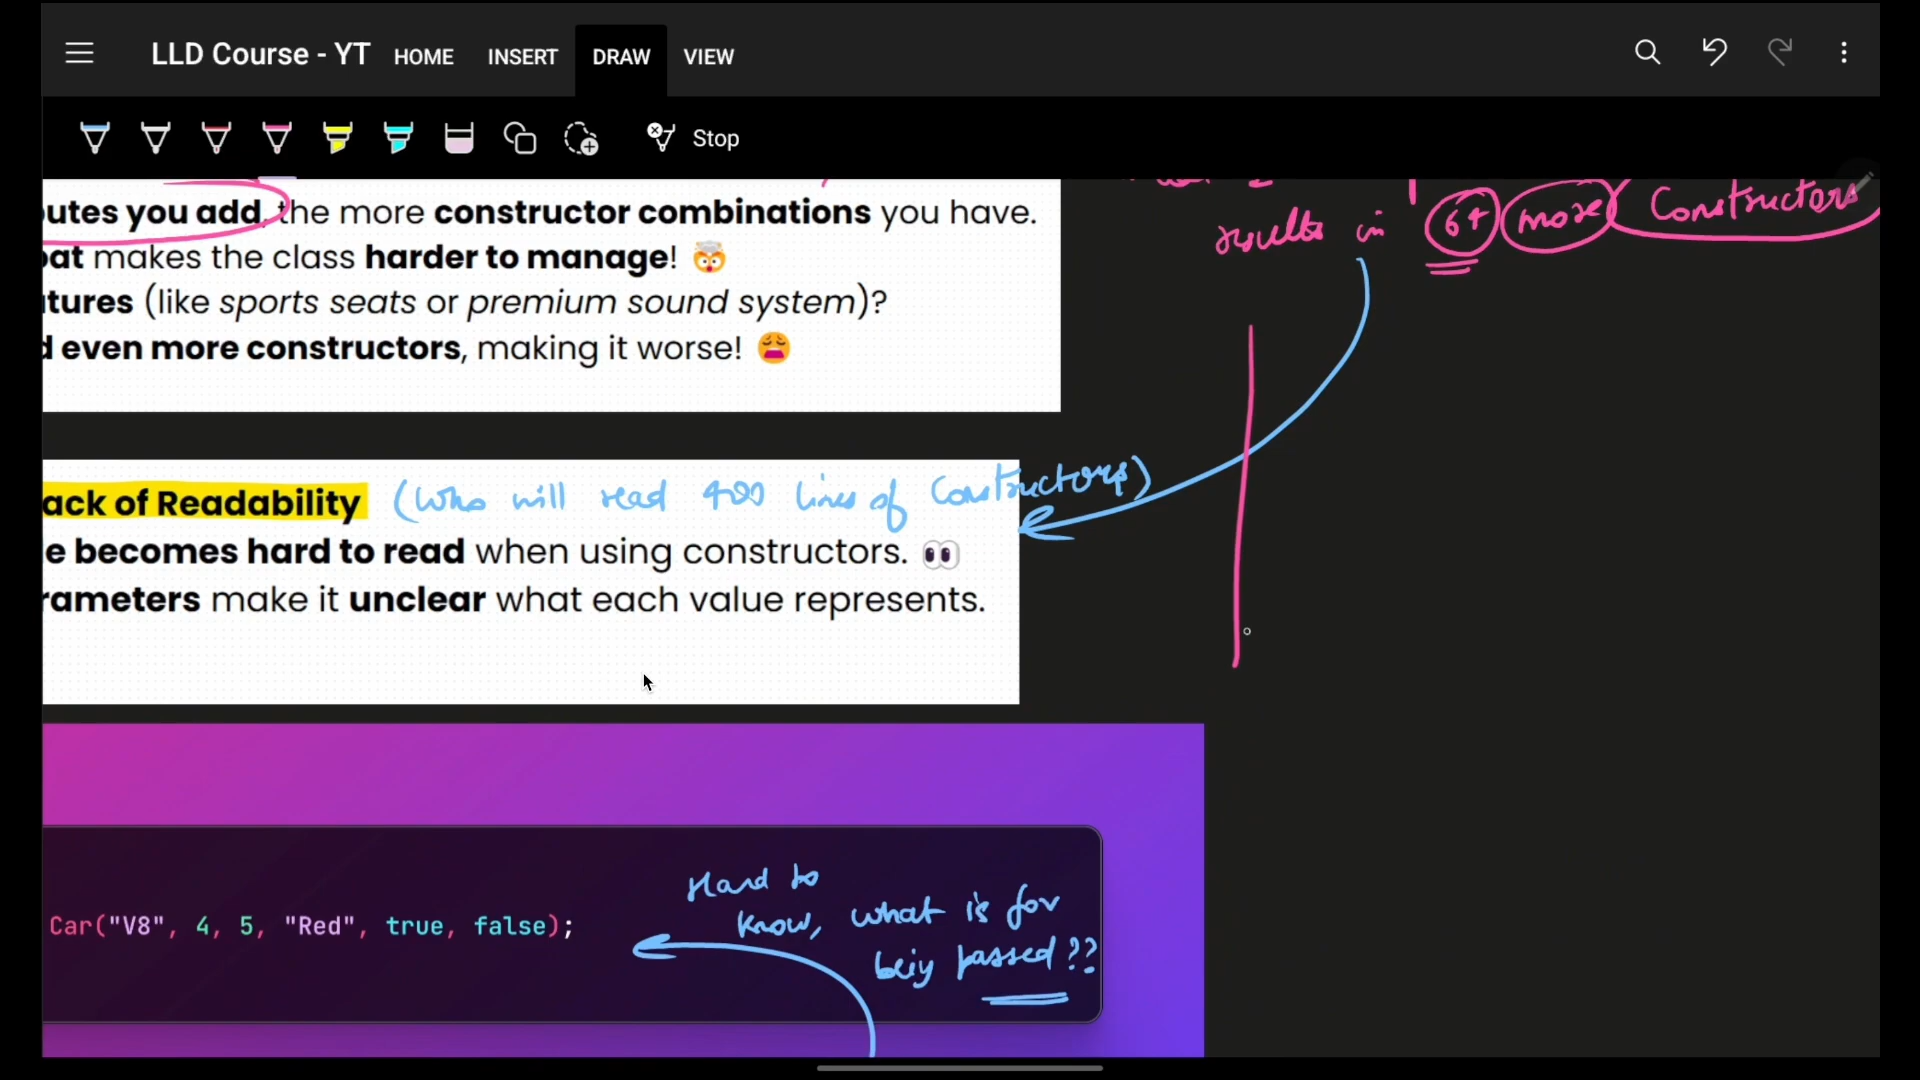 LLD Course - YT HOME INSERT DRAW VIEW
Stop
butes you add, the more constructor combinations you have.
results in 6+ more Constructors
oat makes the class harder to manage! 🤯
tures (like sports seats or premium sound system)?
d even more constructors, making it worse! 😩
ack of Readability (who will read 400 lines of Constructors)
e becomes hard to read when using constructors. 👀
rameters make it unclear what each value represents.
Hard to
know, what is for
Car("V8", 4, 5, "Red", true, false);
being passed??